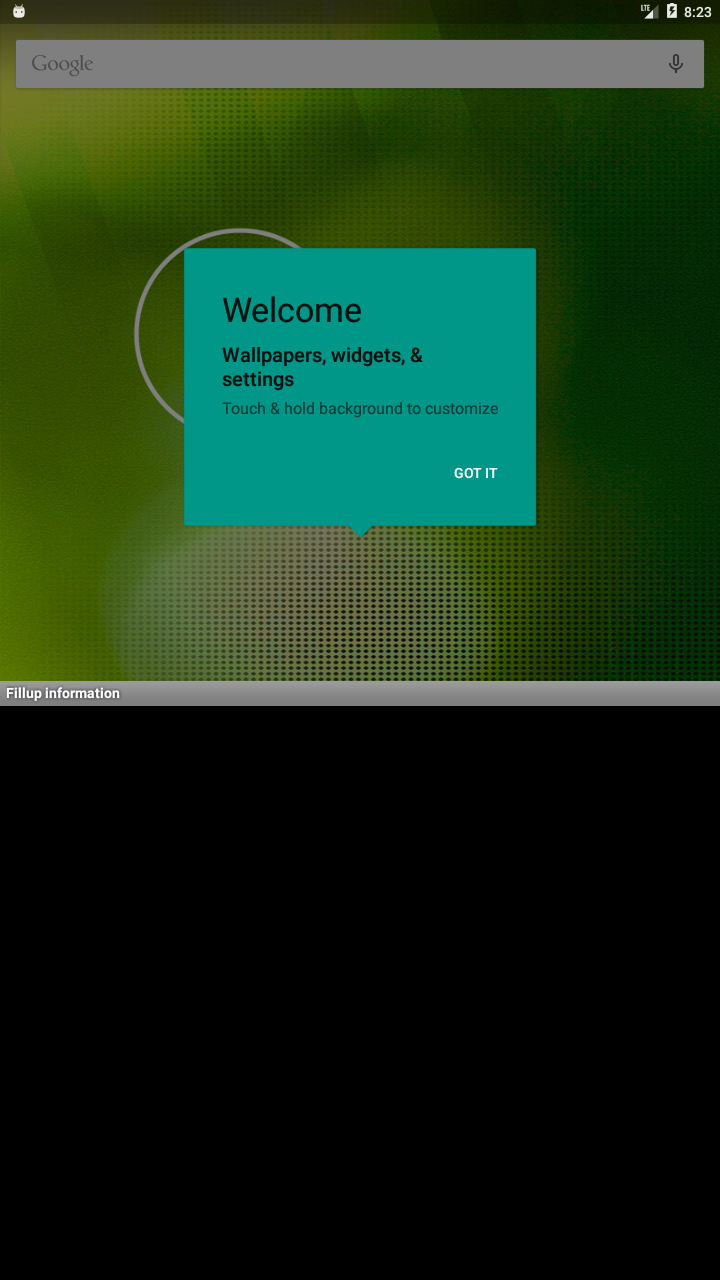 LTE
8:23
Google
Welcome
Wallpapers, widgets, &
settings
Touch & hold background to customize
GOT IT
Fillup information